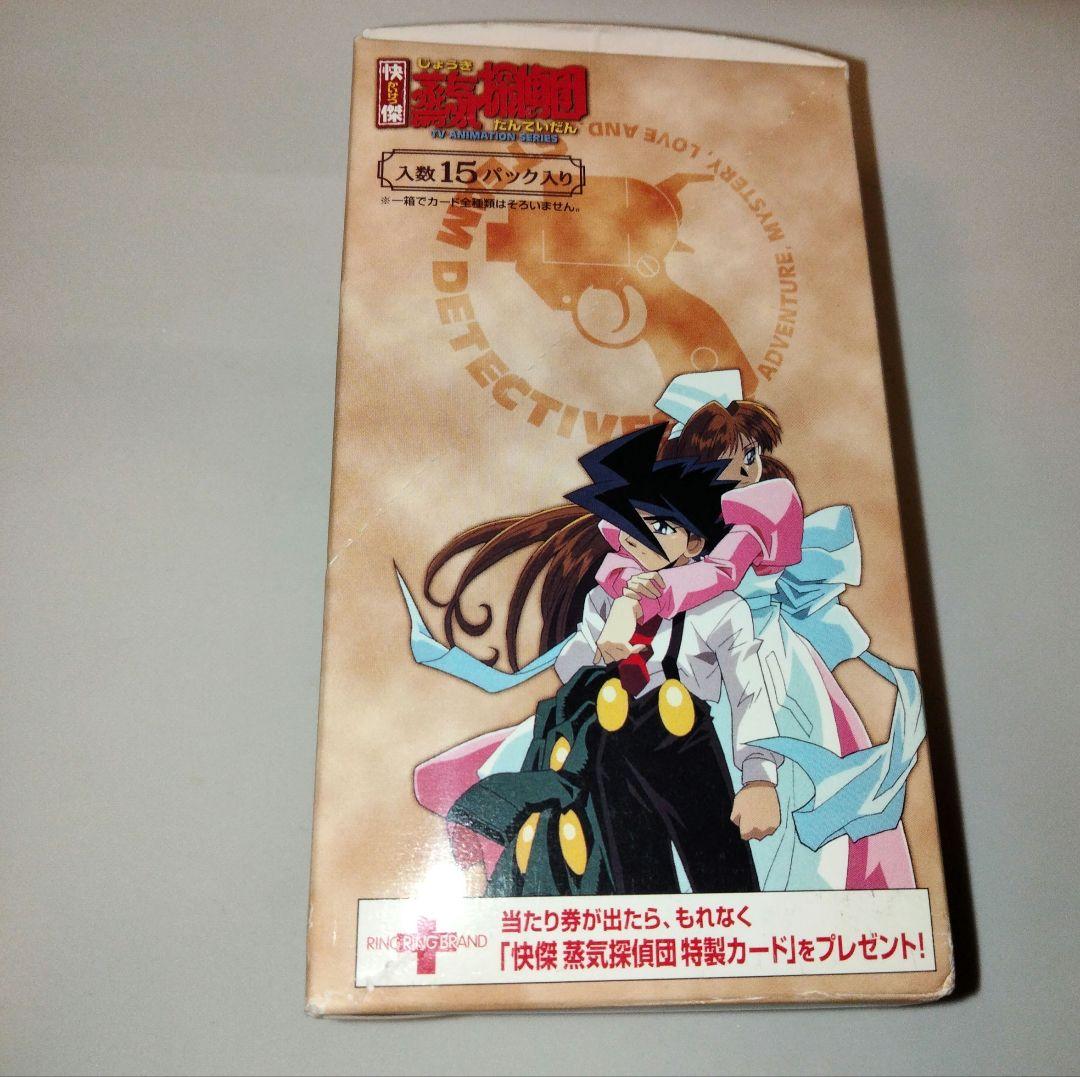 快傑
かいけつ
じょうき
蒸気探偵団
たんていだん
TV ANIMATION SERIES
入数15パック入り
※一箱でカード全種類はそろいません。
ADVENTURE, MYSTERY, LOVE AND
DETECTIVE
RING RING BRAND
当たり券が出たら、もれなく
「快傑 蒸気探偵団 特製カード」をプレゼント!